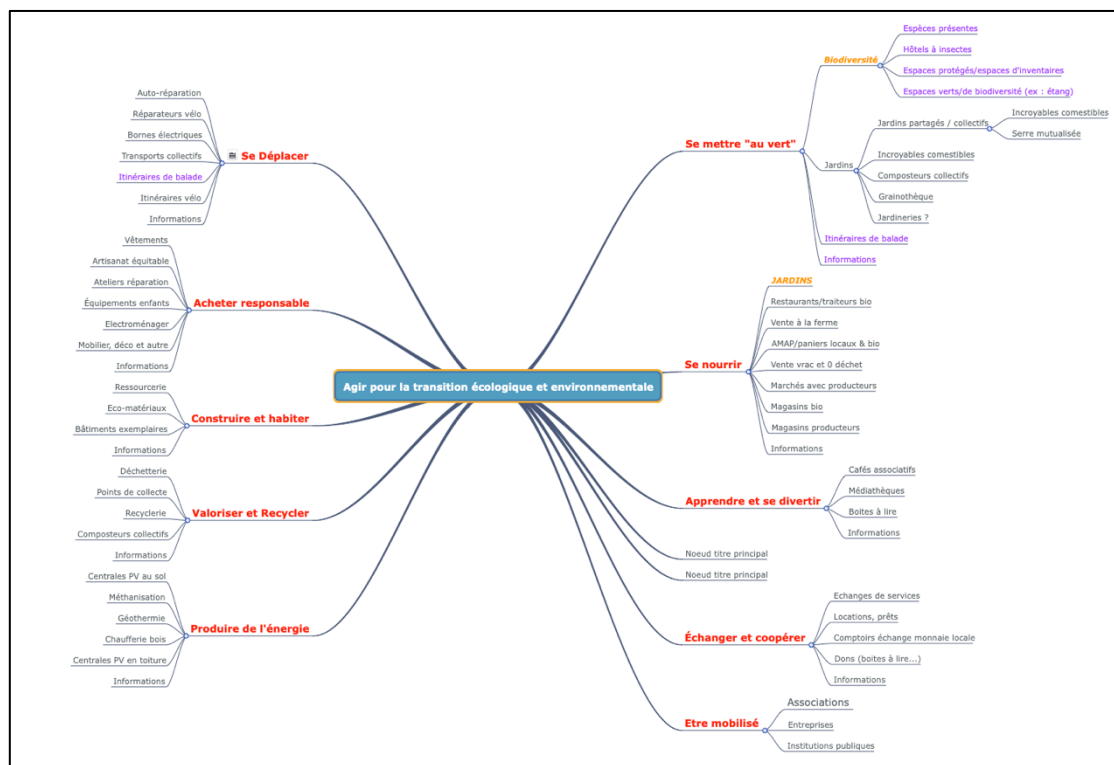 Agir pour la transition écologique et environnementale
Se Déplacer
Auto-réparation
Réparateurs vélo
Bornes électriques
Transports collectifs
Itinéraires de balade
Itinéraires vélo
Informations
Acheter responsable
Vêtements
Artisanat équitable
Ateliers réparation
Équipements enfants
Electroménager
Mobilier, déco et autre
Informations
Construire et habiter
Ressourcerie
Eco-matériaux
Bâtiments exemplaires
Informations
Valoriser et Recycler
Déchetterie
Points de collecte
Recyclerie
Composteurs collectifs
Informations
Produire de l'énergie
Centrales PV au sol
Méthanisation
Géothermie
Chaufferie bois
Centrales PV en toiture
Informations
Se mettre "au vert"
Biodiversité
Espèces présentes
Hôtels à insectes
Espaces protégés/espaces d'inventaires
Espaces verts/de biodiversité (ex : étang)
Jardins
Jardins partagés / collectifs
Incroyables comestibles
Serre mutualisée
Incroyables comestibles
Composteurs collectifs
Grainothèque
Jardineries ?
Itinéraires de balade
Informations
Se nourrir
JARDINS
Restaurants/traiteurs bio
Vente à la ferme
AMAP/paniers locaux & bio
Vente vrac et 0 déchet
Marchés avec producteurs
Magasins bio
Magasins producteurs
Informations
Apprendre et se divertir
Cafés associatifs
Médiathèques
Boites à lire
Informations
Noeud titre principal
Noeud titre principal
Échanger et coopérer
Echanges de services
Locations, prêts
Comptoirs échange monnaie locale
Dons (boites à lire...)
Informations
Etre mobilisé
Associations
Entreprises
Institutions publiques